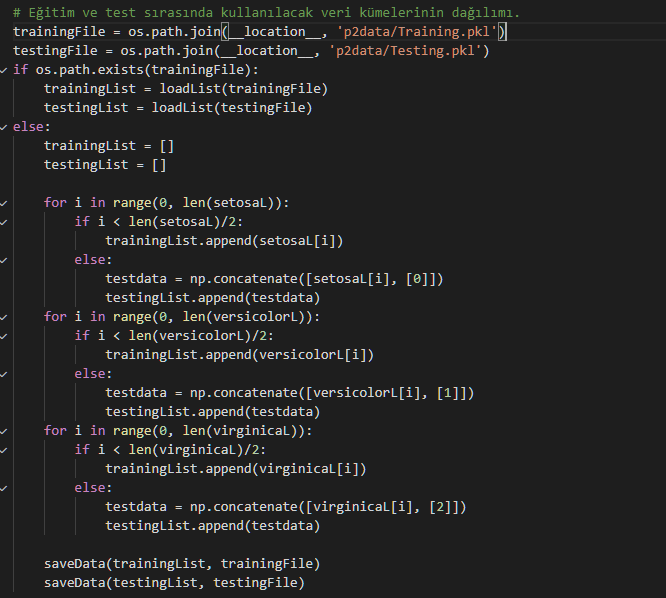 # Eğitim ve test sırasında kullanılacak veri kümelerinin dağılımı.
trainingFile = os.path.join(__location__, 'p2data/Training.pkl')
testingFile = os.path.join(__location__, 'p2data/Testing.pkl')
if os.path.exists(trainingFile):
    trainingList = loadList(trainingFile)
    testingList = loadList(testingFile)
else:
    trainingList = []
    testingList = []

    for i in range(0, len(setosaL)):
        if i < len(setosaL)/2:
            trainingList.append(setosaL[i])
        else:
            testdata = np.concatenate([setosaL[i], [0]])
            testingList.append(testdata)
    for i in range(0, len(versicolorL)):
        if i < len(versicolorL)/2:
            trainingList.append(versicolorL[i])
        else:
            testdata = np.concatenate([versicolorL[i], [1]])
            testingList.append(testdata)
    for i in range(0, len(virginicaL)):
        if i < len(virginicaL)/2:
            trainingList.append(virginicaL[i])
        else:
            testdata = np.concatenate([virginicaL[i], [2]])
            testingList.append(testdata)

    saveData(trainingList, trainingFile)
    saveData(testingList, testingFile)